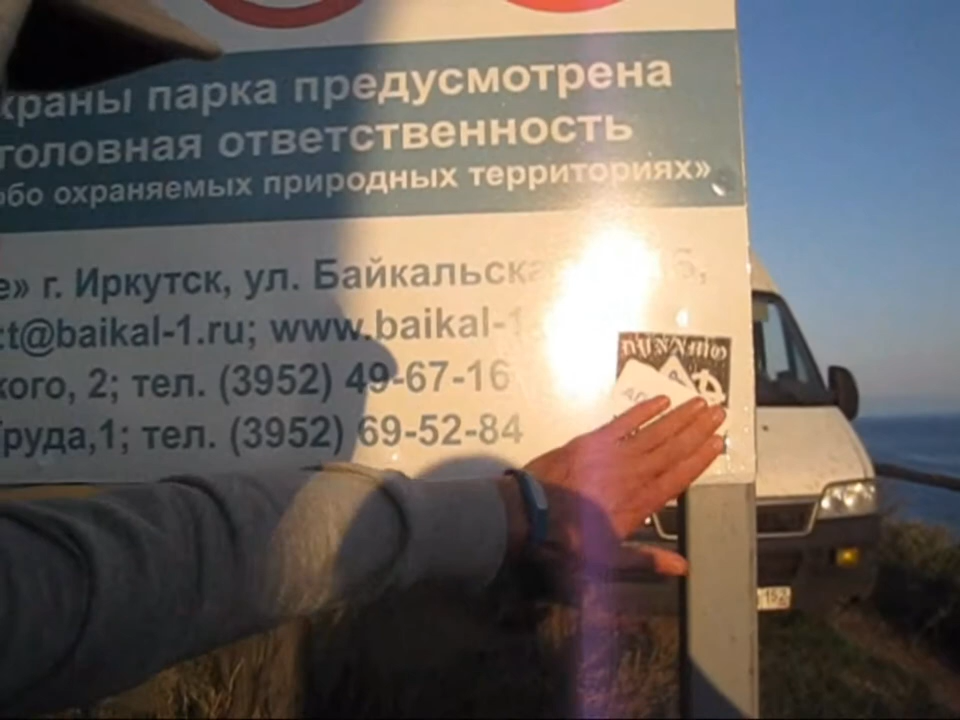 храны парка предусмотрена
головная ответственность
обо охраняемых природных территориях»
е» г. Иркутск, ул. Байкальска
ct@baikal-1.ru; www.baikal-1
кого, 2; тел. (3952) 49-67-16
Труда,1; тел. (3952) 69-52-84